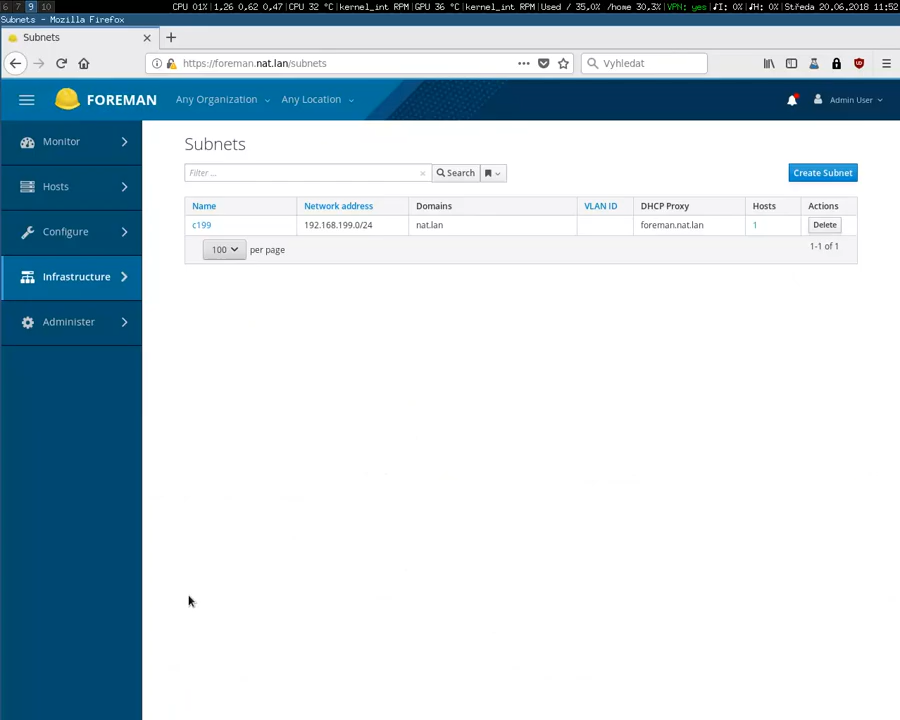 6 7 9 10 CPU 01% 1,26 0,62 0,47 CPU 32 °C kernel_int RPM GPU 36 °C kernel_int RPM Used / 35,0% /home 30,3% VPN: yes ♪I: 0% ♪H: 0% Středa 20.06.2018 11:52
Subnets - Mozilla Firefox
Subnets
https://foreman.nat.lan/subnets
Vyhledat
FOREMAN Any Organization Any Location Admin User
Monitor
Hosts
Configure
Infrastructure
Administer
Subnets
Filter ... Search Create Subnet
Name Network address Domains VLAN ID DHCP Proxy Hosts Actions
c199 192.168.199.0/24 nat.lan foreman.nat.lan 1 Delete
100 per page 1-1 of 1